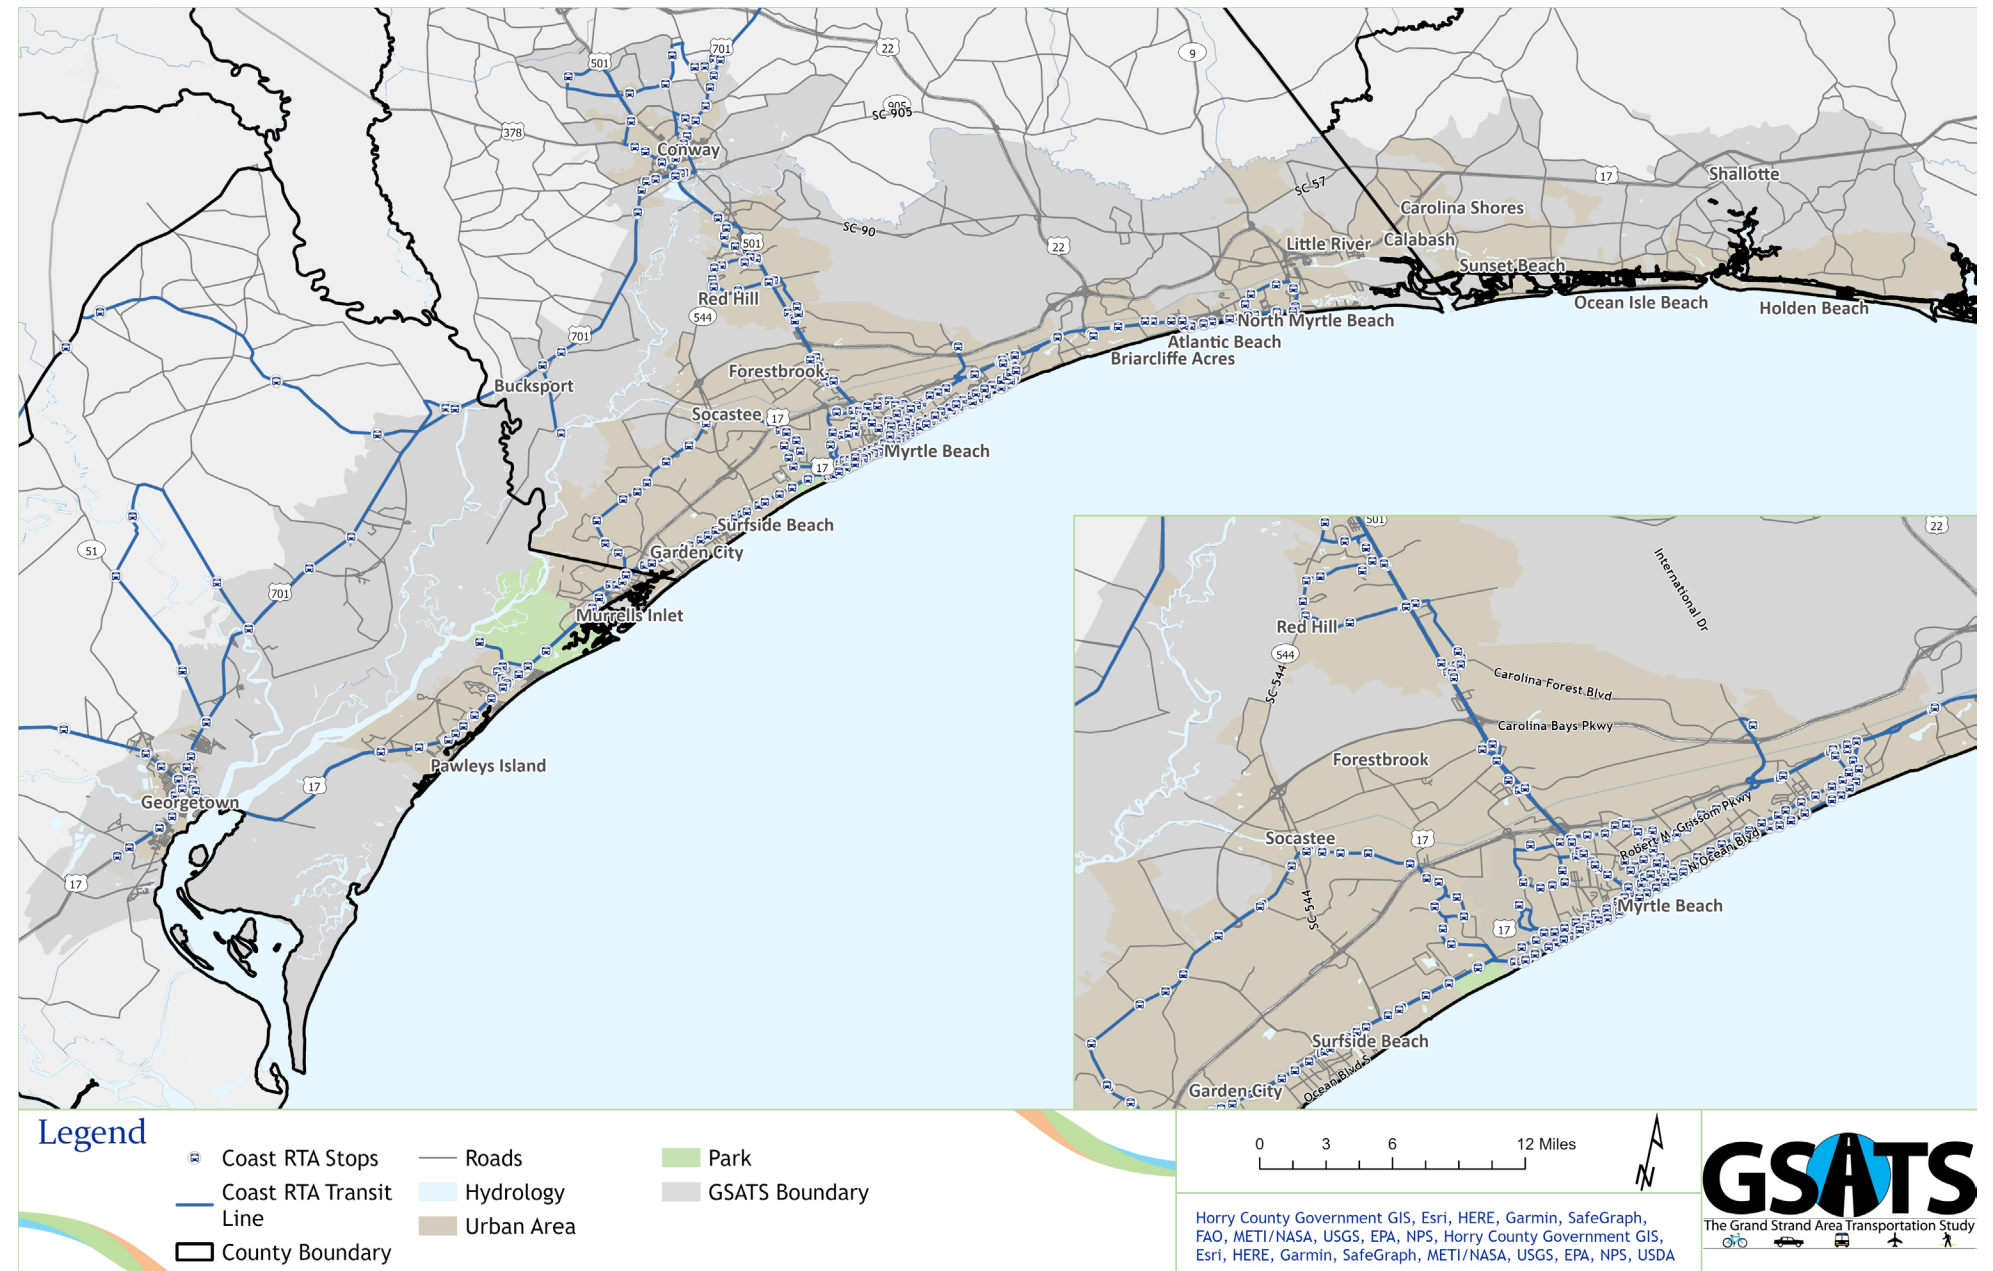 701
501
22
9
905
SC 905
378
Conway
17
Shallotte
SC 57
Carolina Shores
SC 90
501
22
Little River
Calabash
Sunset Beach
Red Hill
Ocean Isle Beach
Holden Beach
544
North Myrtle Beach
701
Atlantic Beach
Briarcliffe Acres
Forestbrook
Bucksport
Socastee
17
Myrtle Beach
17
Surfside Beach
51
Garden City
701
Murrells Inlet
Pawleys Island
17
Georgetown
17
501
22
International Dr
Red Hill
544
SC 544
Carolina Forest Blvd
Carolina Bays Pkwy
Forestbrook
Robert M. Grissom Pkwy
Socastee
17
N Ocean Blvd
SC 544
Myrtle Beach
17
Surfside Beach
Ocean Blvd S
Garden City
Legend
Coast RTA Stops
Coast RTA Transit
Line
County Boundary
Roads
Hydrology
Urban Area
Park
GSATS Boundary
0 3 6 12 Miles
N
Horry County Government GIS, Esri, HERE, Garmin, SafeGraph,
FAO, METI/NASA, USGS, EPA, NPS, Horry County Government GIS,
Esri, HERE, Garmin, SafeGraph, METI/NASA, USGS, EPA, NPS, USDA
GSATS
The Grand Strand Area Transportation Study